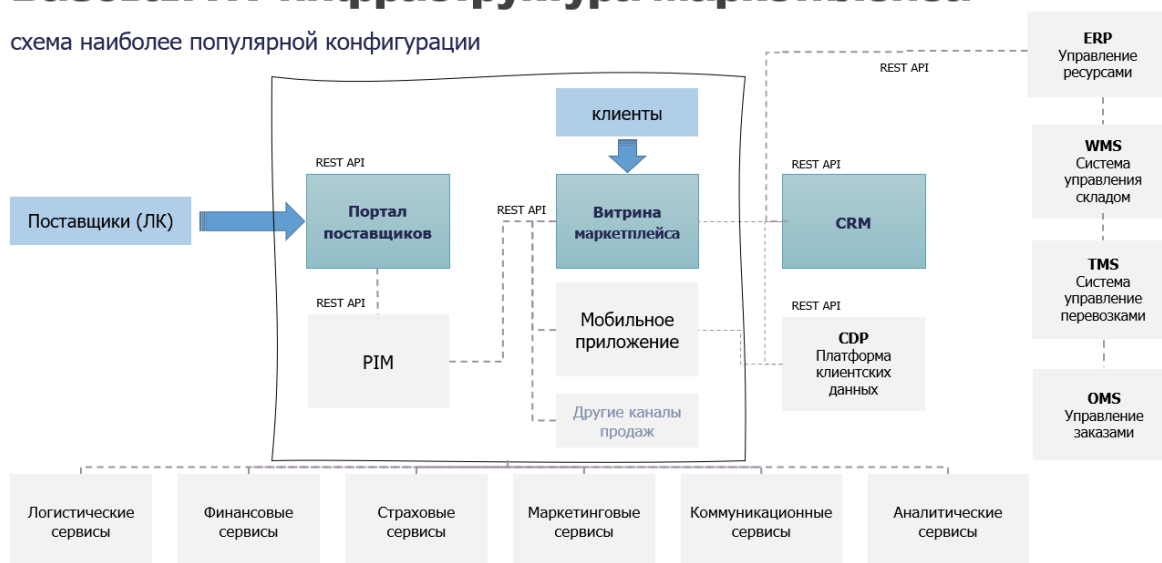 схема наиболее популярной конфигурации
ERP
Управление
ресурсами
REST API
клиенты
WMS
Система
управления
складом
REST API
REST API
Поставщики (ЛК)
Портал
поставщиков
REST API
Витрина
маркетплейса
CRM
TMS
Система
управление
перевозками
REST API
REST API
PIM
Мобильное
приложение
CDP
Платформа
клиентских
данных
OMS
Управление
заказами
Другие каналы
продаж
Логистические
сервисы
Финансовые
сервисы
Страховые
сервисы
Маркетинговые
сервисы
Коммуникационные
сервисы
Аналитические
сервисы